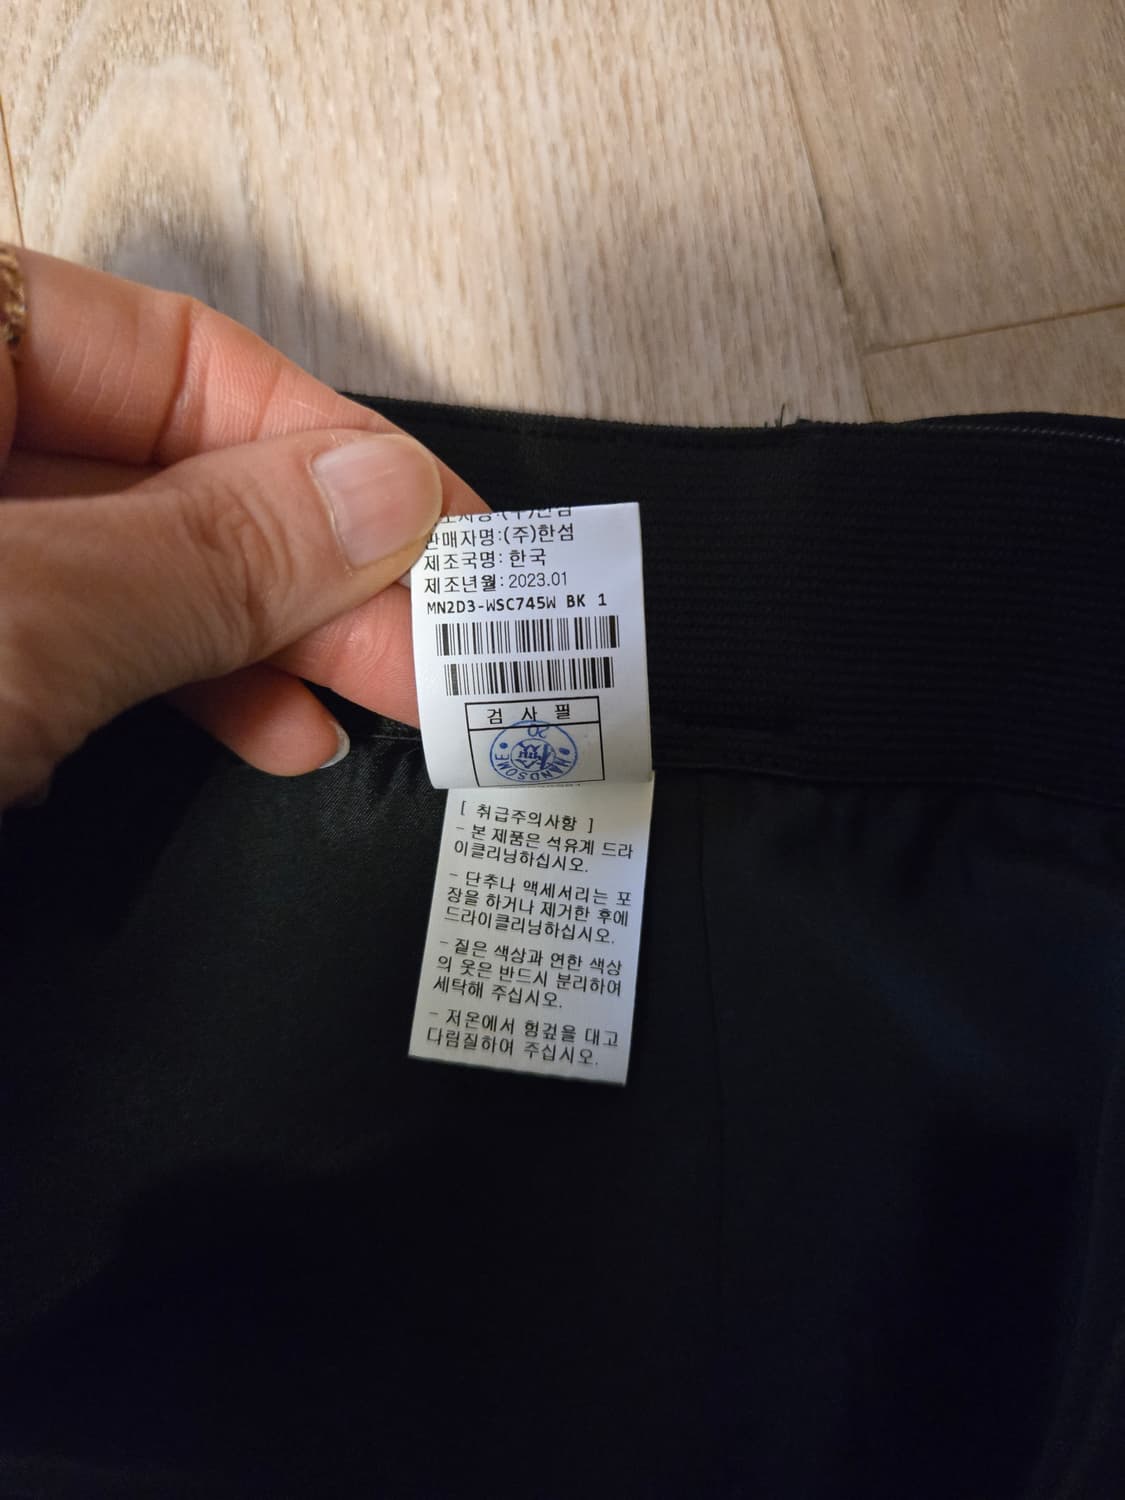 판매자명:(주)한섬
제조국명: 한국
제조년월: 2023.01
MN2D3-WSC745W BK 1
검 사 필
HANDSOME
[ 취급주의사항 ]
- 본 제품은 석유계 드라
이클리닝하십시오.
- 단추나 액세서리는 포
장을 하거나 제거한 후에
드라이클리닝하십시오.
- 짙은 색상과 연한 색상
의 옷은 반드시 분리하여
세탁해 주십시오.
- 저온에서 헝겊을 대고
다림질하여 주십시오.